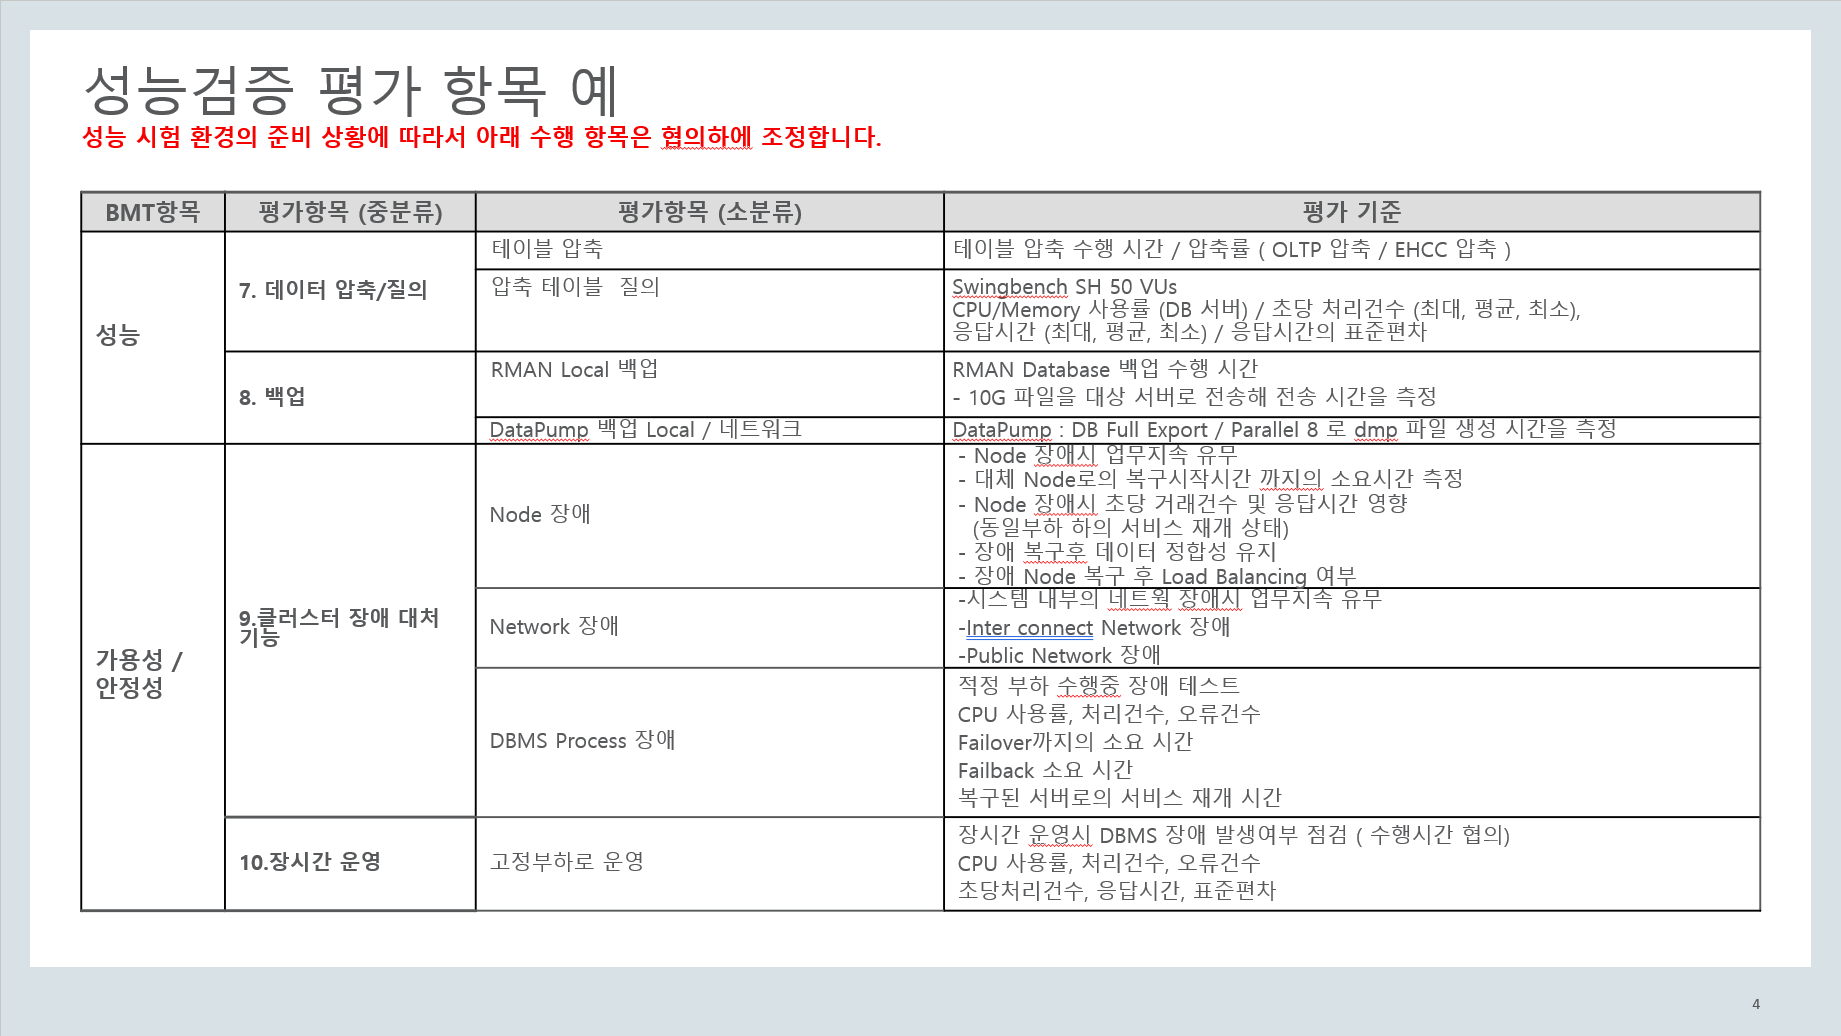 성능검증 평가 항목 예
성능 시험 환경의 준비 상황에 따라서 아래 수행 항목은 협의하에 조정합니다.
BMT항목
평가항목 (중분류)
평가항목 (소분류)
평가 기준
성능
7. 데이터 압축/질의
테이블 압축
테이블 압축 수행 시간 / 압축률 ( OLTP 압축 / EHCC 압축 )
압축 테이블  질의
Swingbench SH 50 VUs
CPU/Memory 사용률 (DB 서버) / 초당 처리건수 (최대, 평균, 최소),
응답시간 (최대, 평균, 최소) / 응답시간의 표준편차
8. 백업
RMAN Local 백업
RMAN Database 백업 수행 시간
- 10G 파일을 대상 서버로 전송해 전송 시간을 측정
DataPump 백업 Local / 네트워크
DataPump : DB Full Export / Parallel 8 로 dmp 파일 생성 시간을 측정
가용성 /
안정성
9.클러스터 장애 대처
기능
Node 장애
- Node 장애시 업무지속 유무
- 대체 Node로의 복구시작시간 까지의 소요시간 측정
- Node 장애시 초당 거래건수 및 응답시간 영향
(동일부하 하의 서비스 재개 상태)
- 장애 복구후 데이터 정합성 유지
- 장애 Node 복구 후 Load Balancing 여부
Network 장애
-시스템 내부의 네트웍 장애시 업무지속 유무
-Inter connect Network 장애
-Public Network 장애
DBMS Process 장애
적정 부하 수행중 장애 테스트
CPU 사용률, 처리건수, 오류건수
Failover까지의 소요 시간
Failback 소요 시간
복구된 서버로의 서비스 재개 시간
10.장시간 운영
고정부하로 운영
장시간 운영시 DBMS 장애 발생여부 점검 ( 수행시간 협의)
CPU 사용률, 처리건수, 오류건수
초당처리건수, 응답시간, 표준편차
4